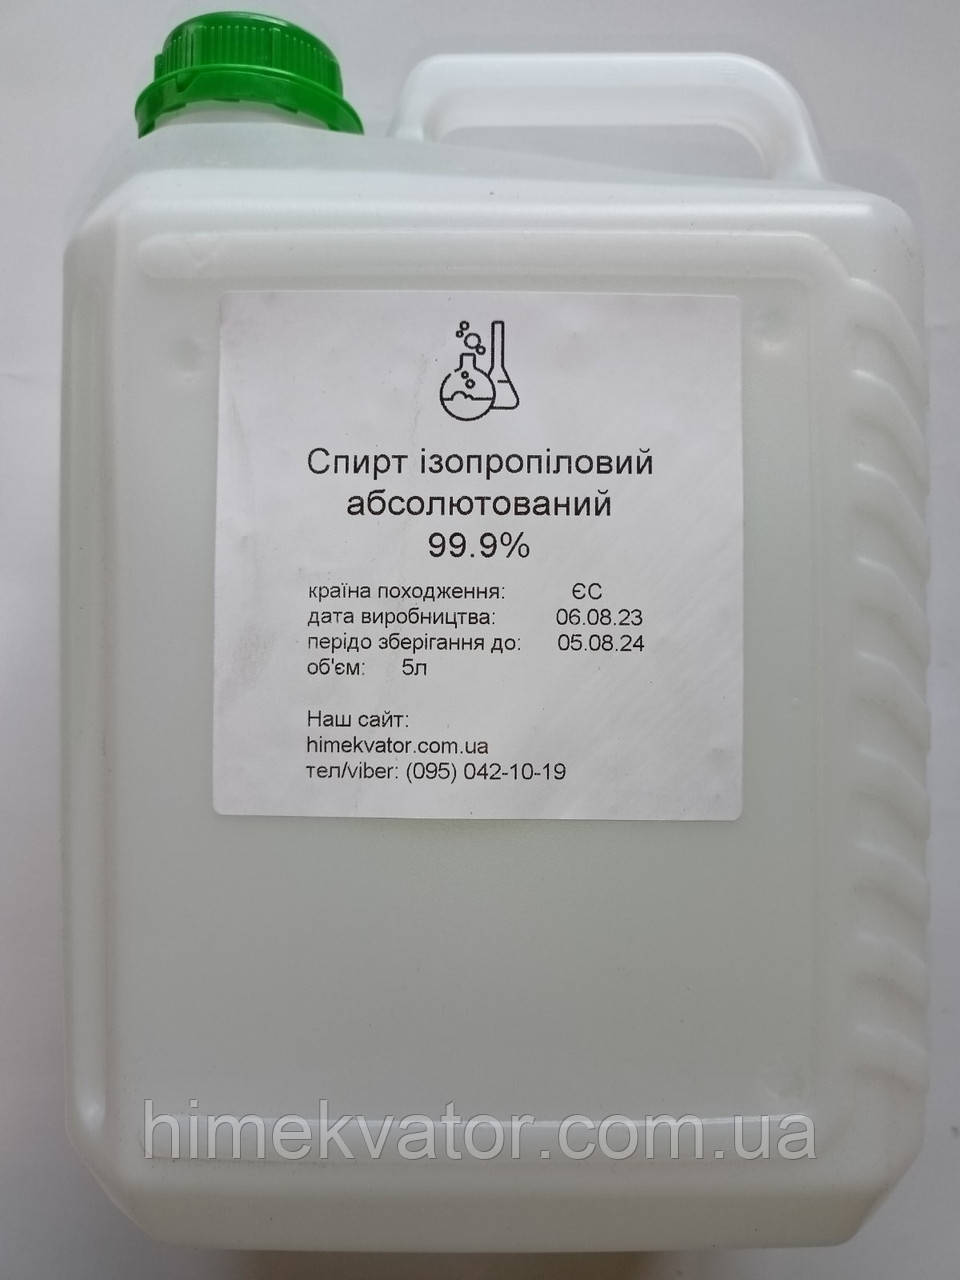 Спирт ізопропіловий
абсолютований
99.9%
країна походження: ЄС
дата виробництва: 06.08.23
перідо зберігання до: 05.08.24
об'єм: 5л
Наш сайт:
himekvator.com.ua
тел/viber: (095) 042-10-19
himekvator.com.ua